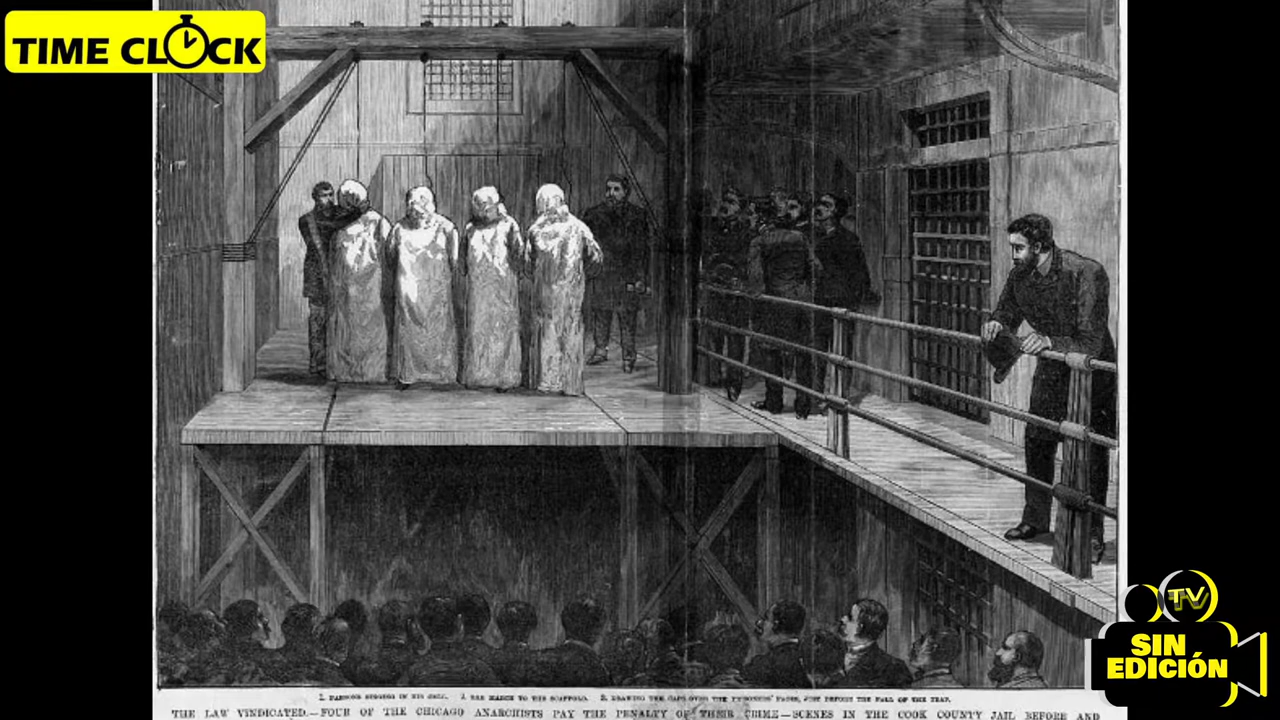 TIME CLOCK
TV
SIN
EDICIÓN
1. PARSONS SINGING IN HIS CELL. 2. THE MARCH TO THE SCAFFOLD. 3. DRAWING THE CAPS OVER THE PRISONERS' FACES, JUST BEFORE THE FALL OF THE TRAP.
THE LAW VINDICATED.—FOUR OF THE CHICAGO ANARCHISTS PAY THE PENALTY OF THEIR CRIME—SCENES IN THE COOK COUNTY JAIL BEFORE AND